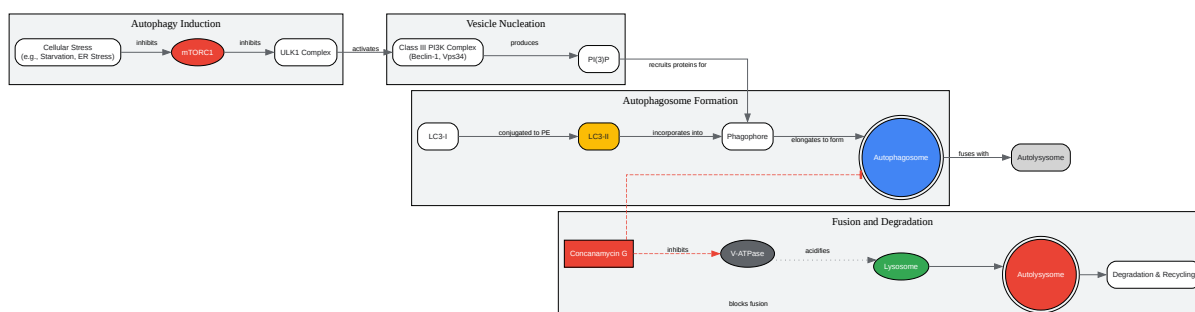 Autophagy Induction
Cellular Stress
(e.g., Starvation, ER Stress)
inhibits
mTORC1
inhibits
ULK1 Complex
activates
Vesicle Nucleation
Class III PI3K Complex
(Beclin-1, Vps34)
produces
PI(3)P
recruits proteins for
Autophagosome Formation
LC3-I
conjugated to PE
LC3-II
incorporates into
Phagophore
elongates to form
Autophagosome
fuses with
Autolysysome
Fusion and Degradation
Concanamycin G
inhibits
V-ATPase
acidifies
Lysosome
Autolysysome
Degradation & Recycling
blocks fusion